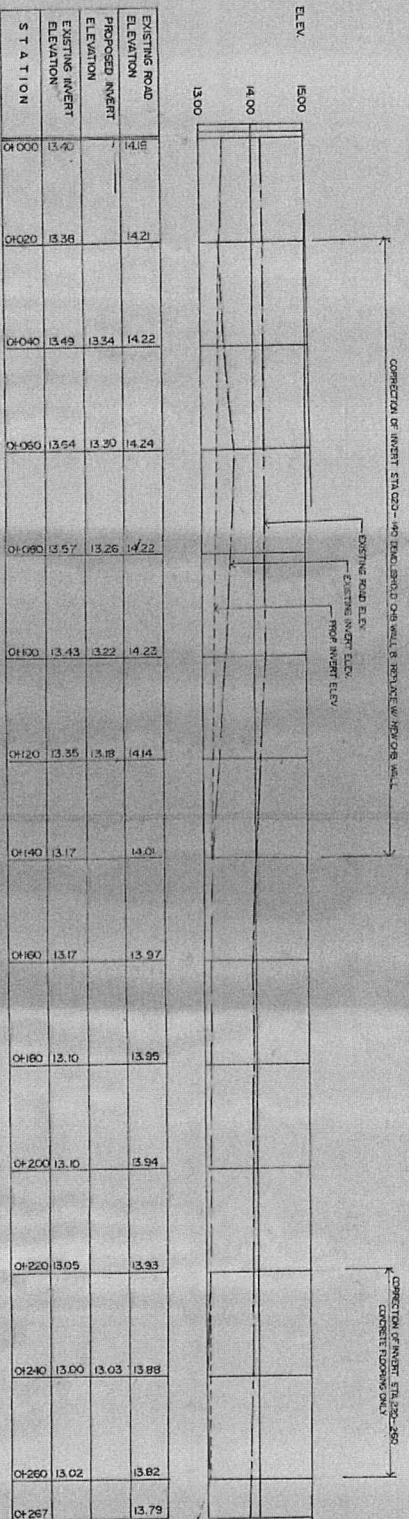 ELEV.
15.00
14.00
13.00
CORRECTION OF INVERT STA 020 - 140 DEMOLISHED CHB WALL & REPLACE W/ NEW CHB WALL
CORRECTION OF INVERT STA 220-260
CONCRETE FLOORING ONLY
EXISTING ROAD ELEV.
EXISTING INVERT ELEV.
PROP INVERT ELEV
EXISTING ROAD ELEVATION 14.21 14.22 14.24 14.22 14.23 14.14 14.01 13.97 13.95 13.94 13.93 13.88 13.82 13.79
PROPOSED INVERT ELEVATION 13.34 13.30 13.26 13.22 13.18 13.03
EXISTING INVERT ELEVATION 13.40 13.38 13.49 13.57 13.43 13.35 13.17 13.17 13.10 13.10 13.05 13.00 13.02
STATION 0+000 0+020 0+040 0+060 0+080 0+100 0+120 0+140 0+160 0+180 0+200 0+220 0+240 0+260 0+267